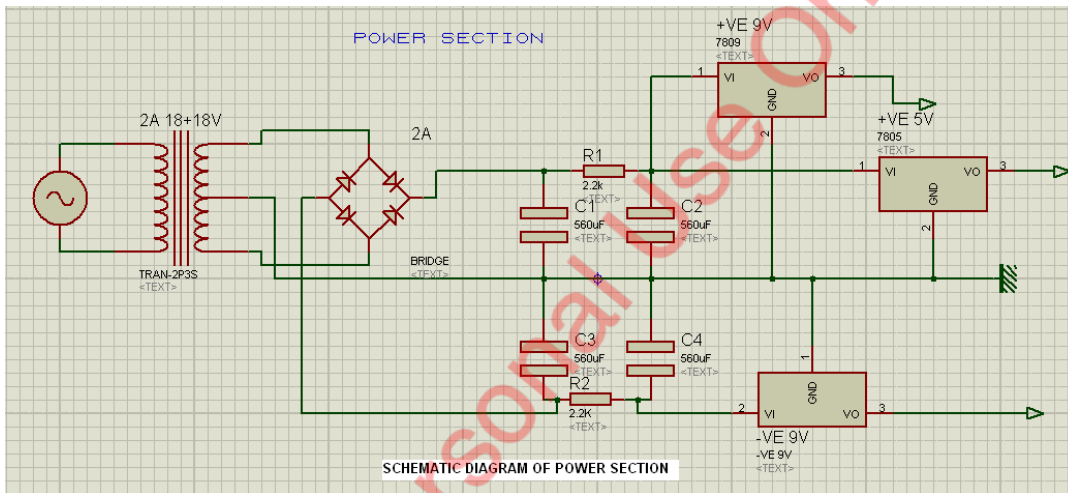 POWER SECTION
+VE 9V
7809
<TEXT>
1
VI
VO
3
GND
2
2A 18+18V
2A
+VE 5V
7805
<TEXT>
R1
2.2k
<TEXT>
1
VI
VO
3
GND
2
C1
560uF
<TEXT>
C2
560uF
<TEXT>
BRIDGE
<TEXT>
TRAN-2P3S
<TEXT>
C3
560uF
<TEXT>
C4
560uF
<TEXT>
R2
2.2K
<TEXT>
1
GND
2
VI
VO
3
-VE 9V
-VE 9V
<TEXT>
SCHEMATIC DIAGRAM OF POWER SECTION